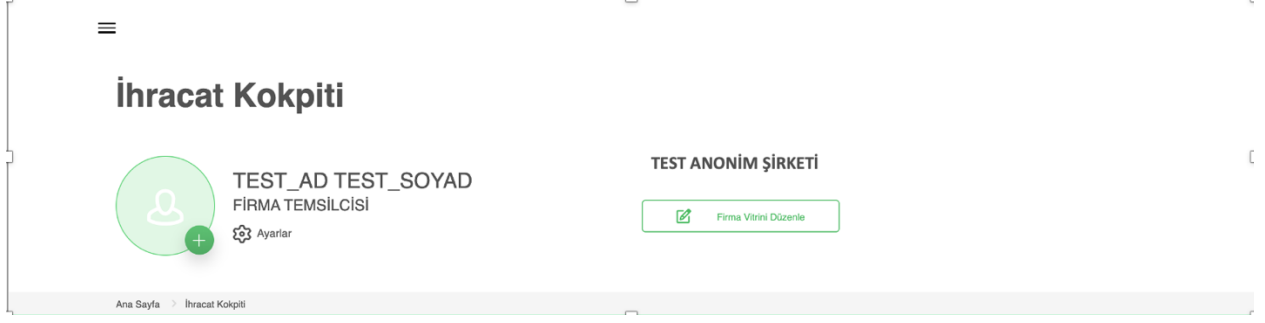 İhracat Kokpiti
TEST_AD TEST_SOYAD
FİRMA TEMSİLCİSİ
Ayarlar
TEST ANONİM ŞİRKETİ
Firma Vitrini Düzenle
Ana Sayfa > İhracat Kokpiti